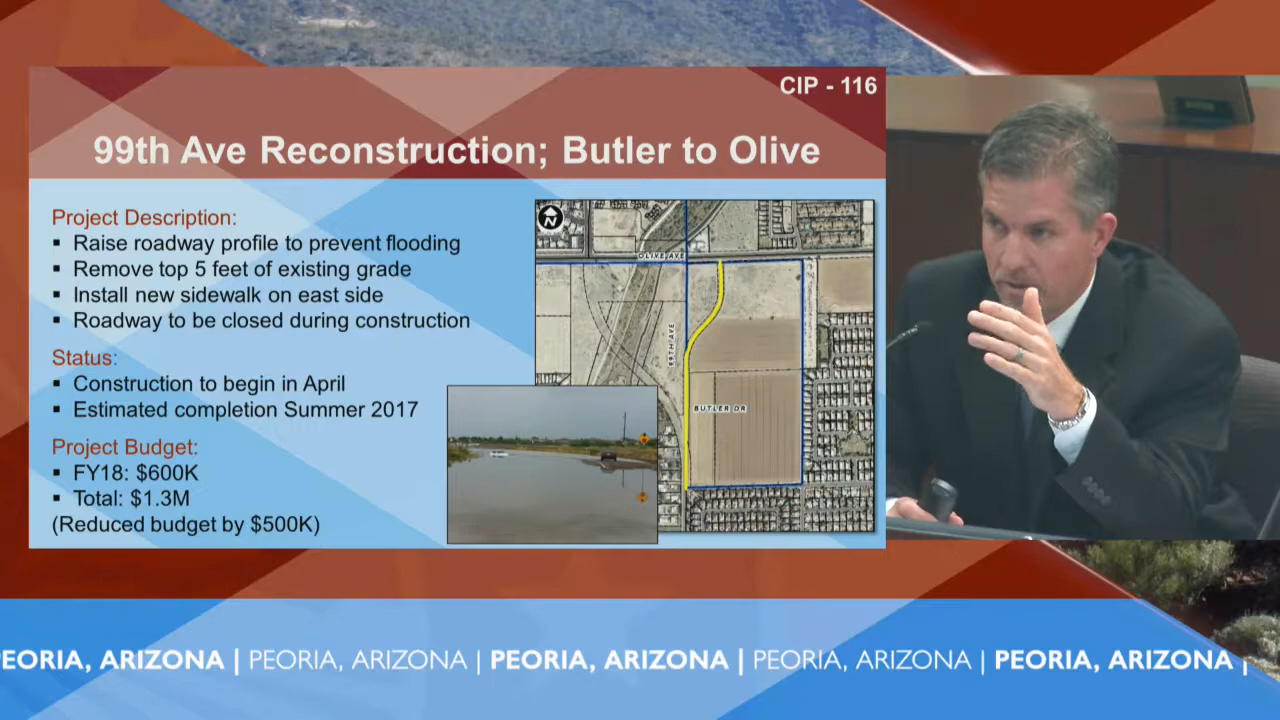 CIP - 116
99th Ave Reconstruction; Butler to Olive
Project Description:
▪ Raise roadway profile to prevent flooding
▪ Remove top 5 feet of existing grade
▪ Install new sidewalk on east side
▪ Roadway to be closed during construction
Status:
▪ Construction to begin in April
▪ Estimated completion Summer 2017
Project Budget:
▪ FY18: $600K
▪ Total: $1.3M
(Reduced budget by $500K)
N
OLIVE AVE
99TH AVE
BUTLER DR
PEORIA, ARIZONA | PEORIA, ARIZONA | PEORIA, ARIZONA | PEORIA, ARIZONA | PEORIA, ARIZONA |